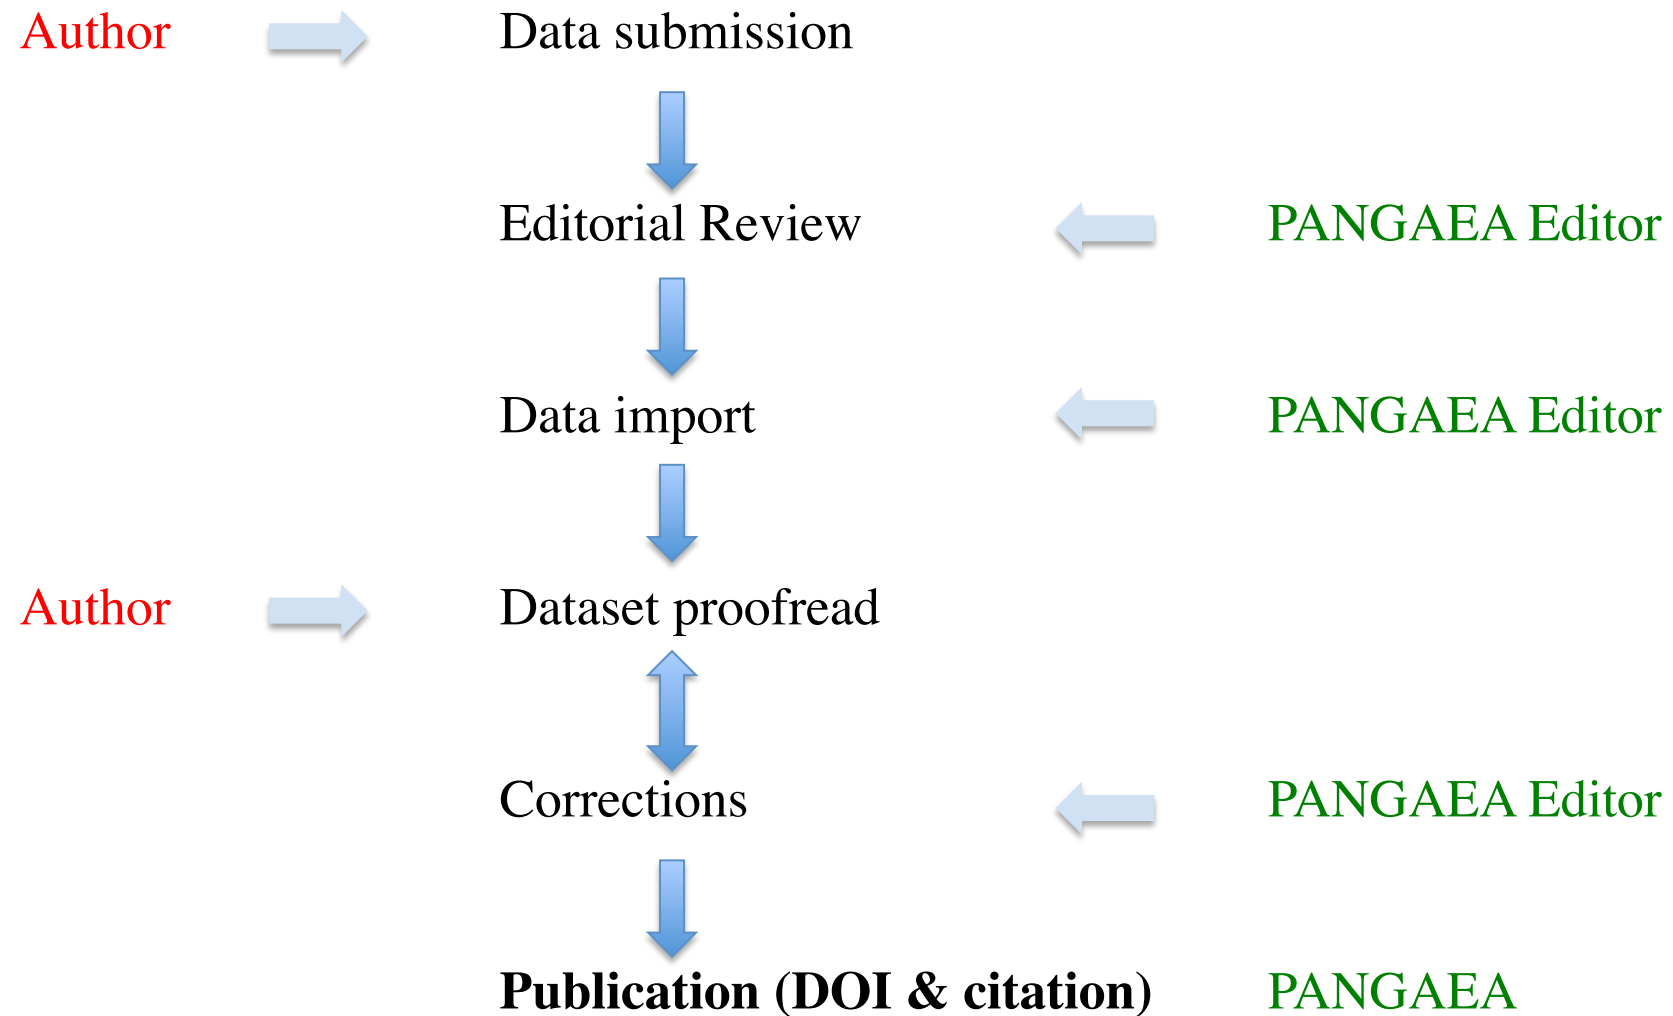 Author Data submission
Editorial Review PANGAEA Editor
Data import PANGAEA Editor
Author Dataset proofread
Corrections PANGAEA Editor
Publication (DOI & citation) PANGAEA